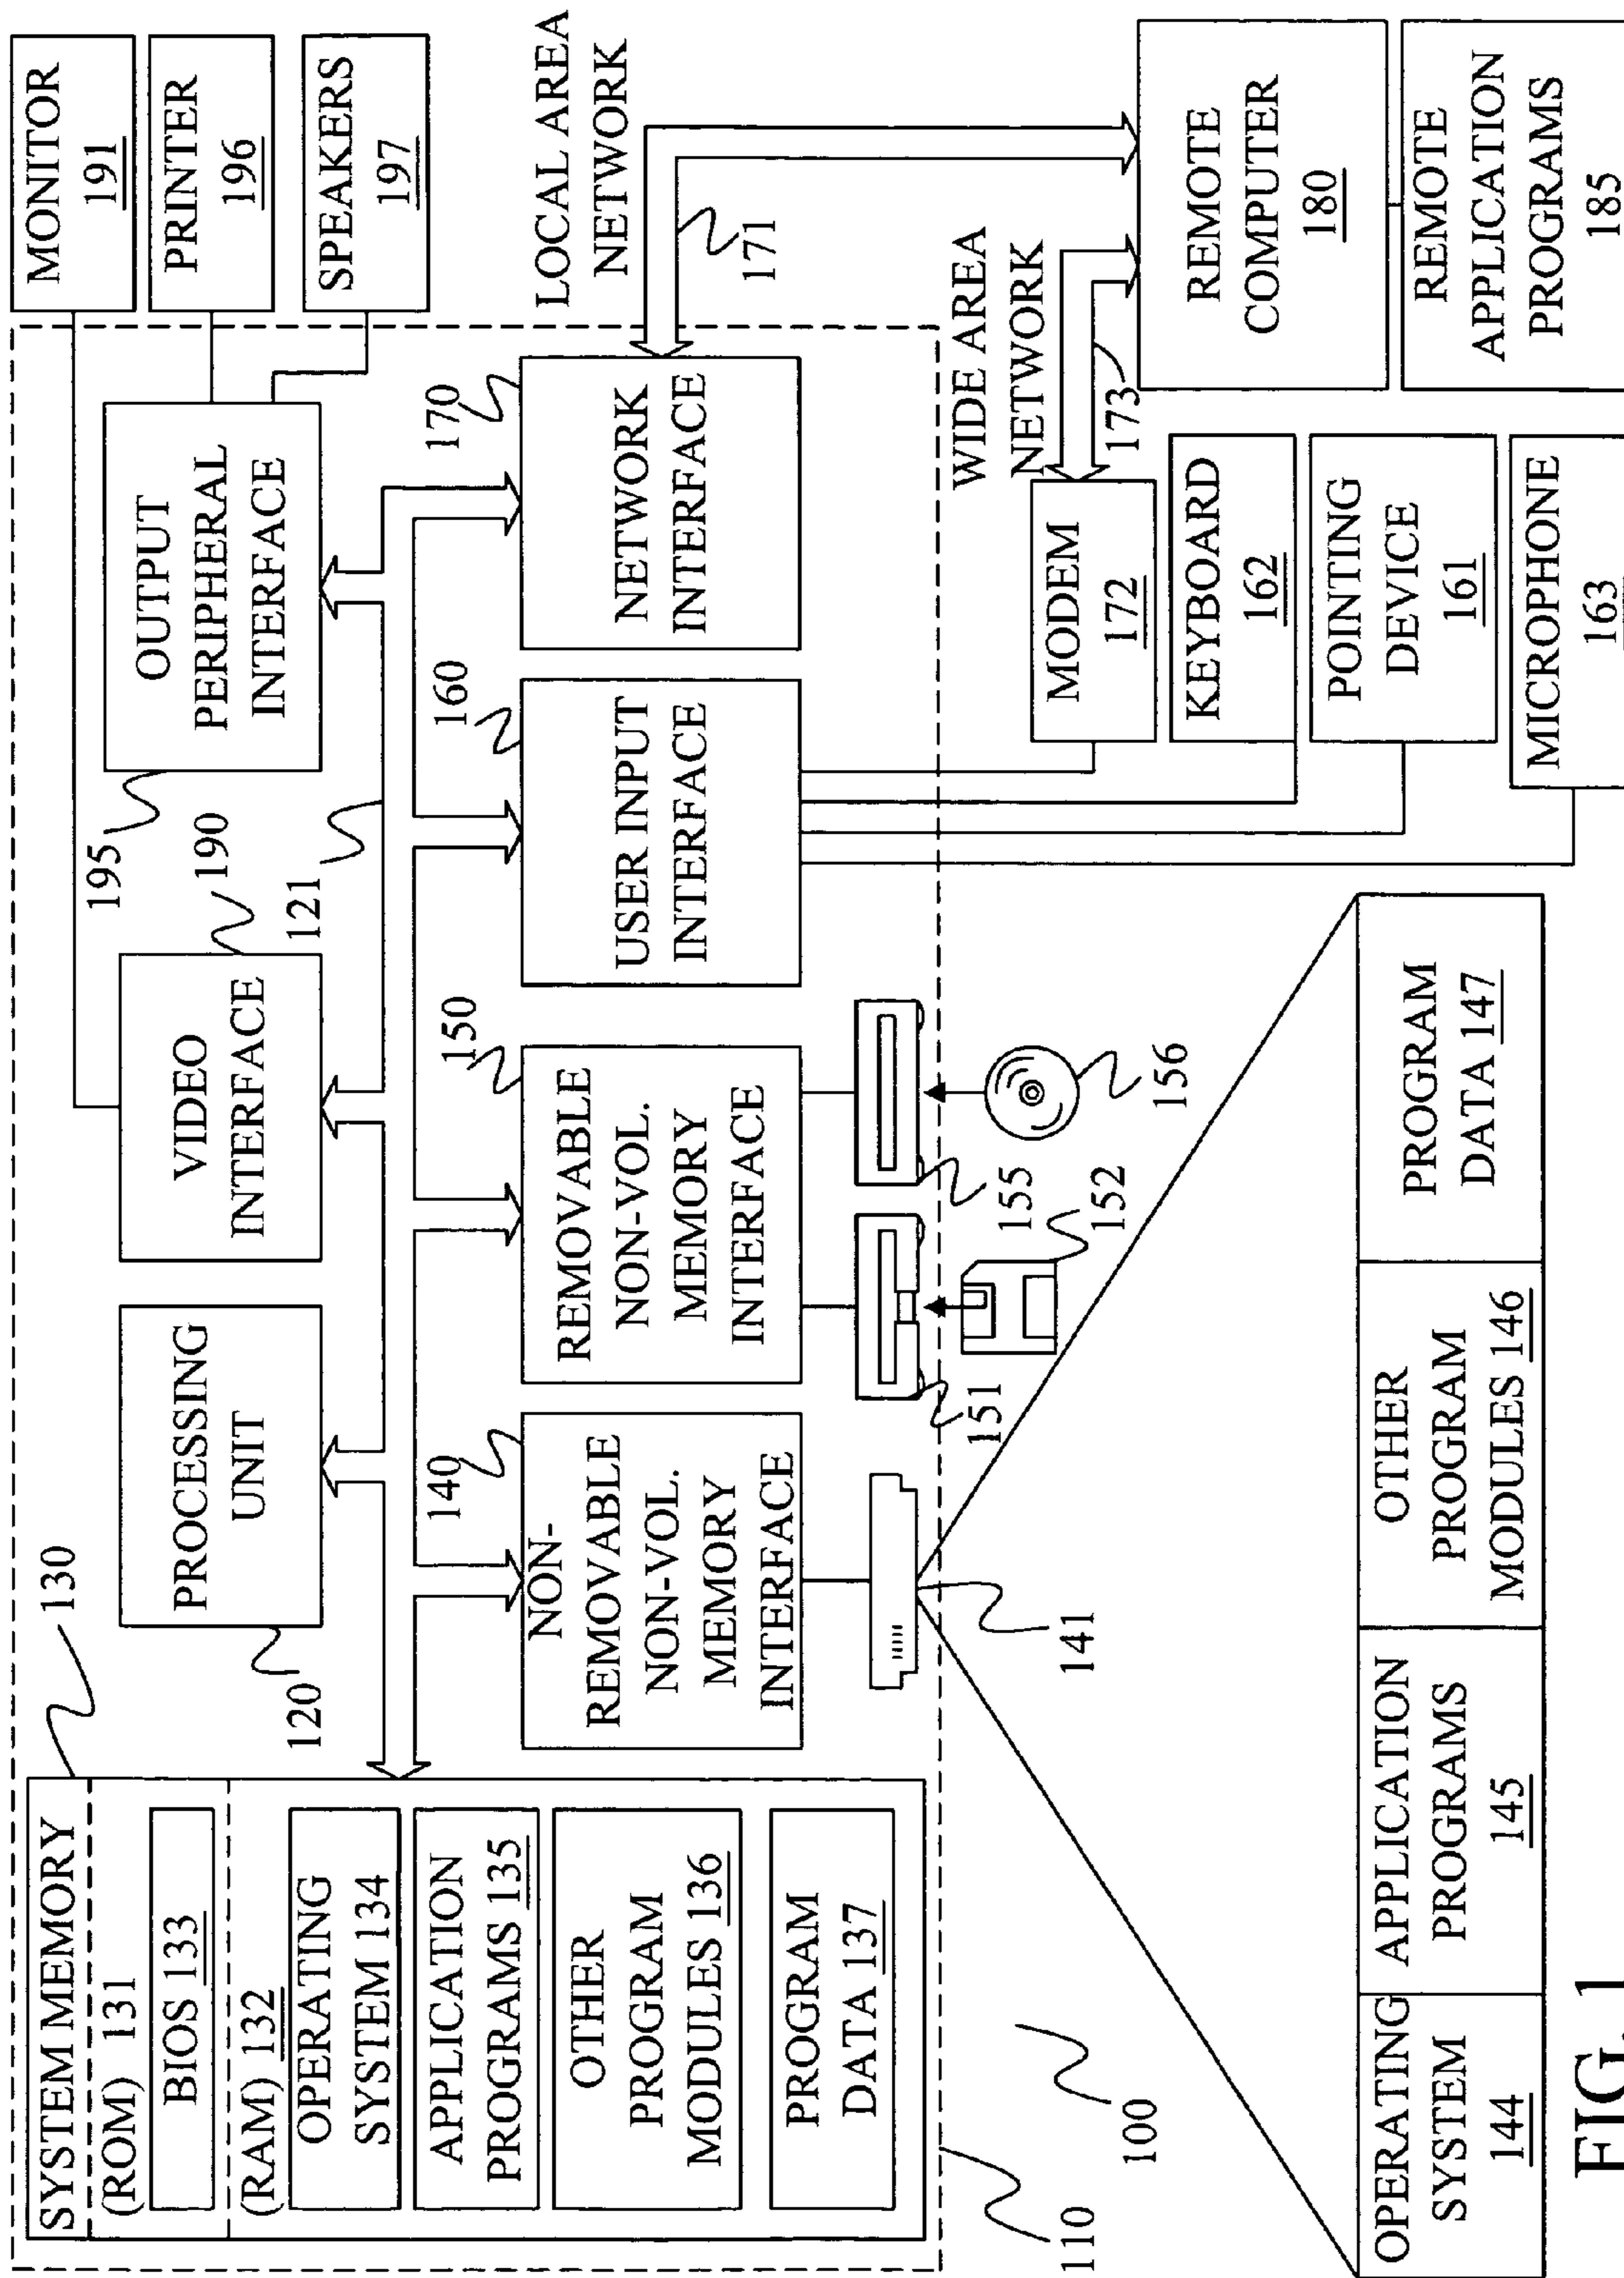 SYSTEM MEMORY
130
(ROM) 131
BIOS 133
(RAM) 132
OPERATING
SYSTEM 134
APPLICATION
PROGRAMS 135
OTHER
PROGRAM
MODULES 136
PROGRAM
DATA 137
PROCESSING
UNIT
120
VIDEO
INTERFACE
190
OUTPUT
PERIPHERAL
INTERFACE
195
121
MONITOR
191
PRINTER
196
SPEAKERS
197
NON-
REMOVABLE
NON-VOL.
MEMORY
INTERFACE
140
REMOVABLE
NON-VOL.
MEMORY
INTERFACE
150
USER INPUT
INTERFACE
160
NETWORK
INTERFACE
170
LOCAL AREA
NETWORK
171
141
151
152
155
156
WIDE AREA
NETWORK
173
MODEM
172
KEYBOARD
162
POINTING
DEVICE
161
MICROPHONE
163
REMOTE
COMPUTER
180
REMOTE
APPLICATION
PROGRAMS
185
110
100
OPERATING
SYSTEM
144
APPLICATION
PROGRAMS
145
OTHER
PROGRAM
MODULES 146
PROGRAM
DATA 147
FIG. 1